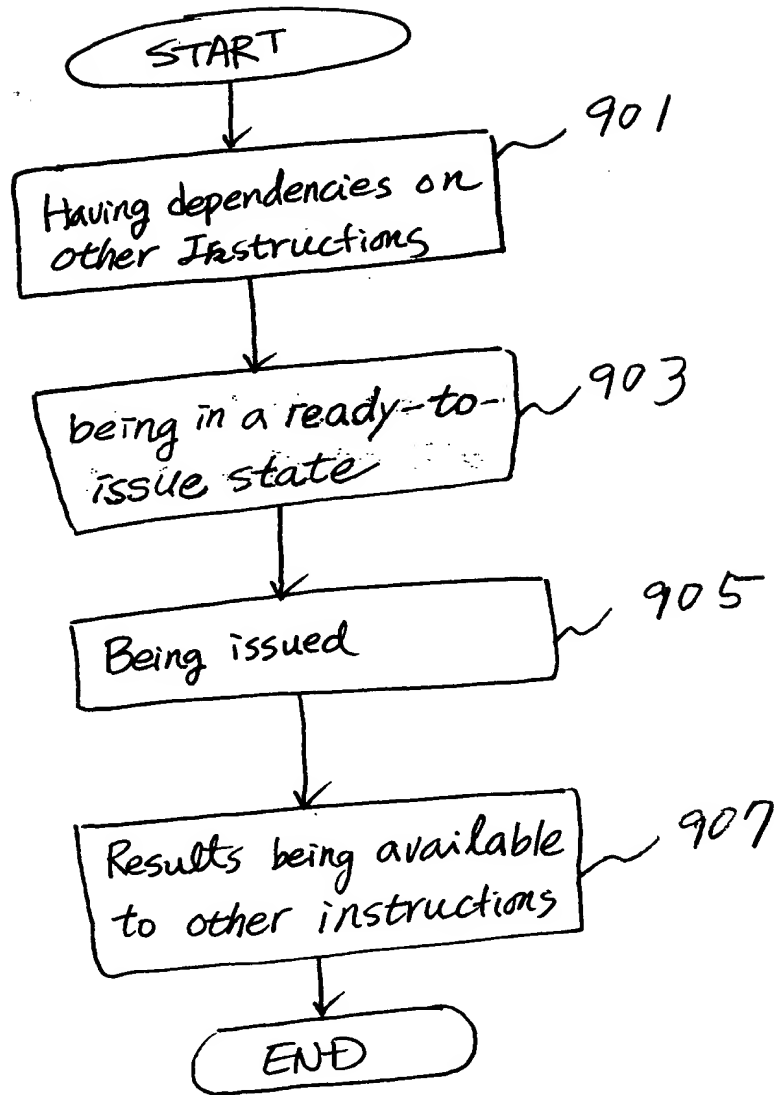 START
901
Having dependencies on
other Instructions
903
being in a ready-to-
issue state
905
Being issued
907
Results being available
to other instructions
END